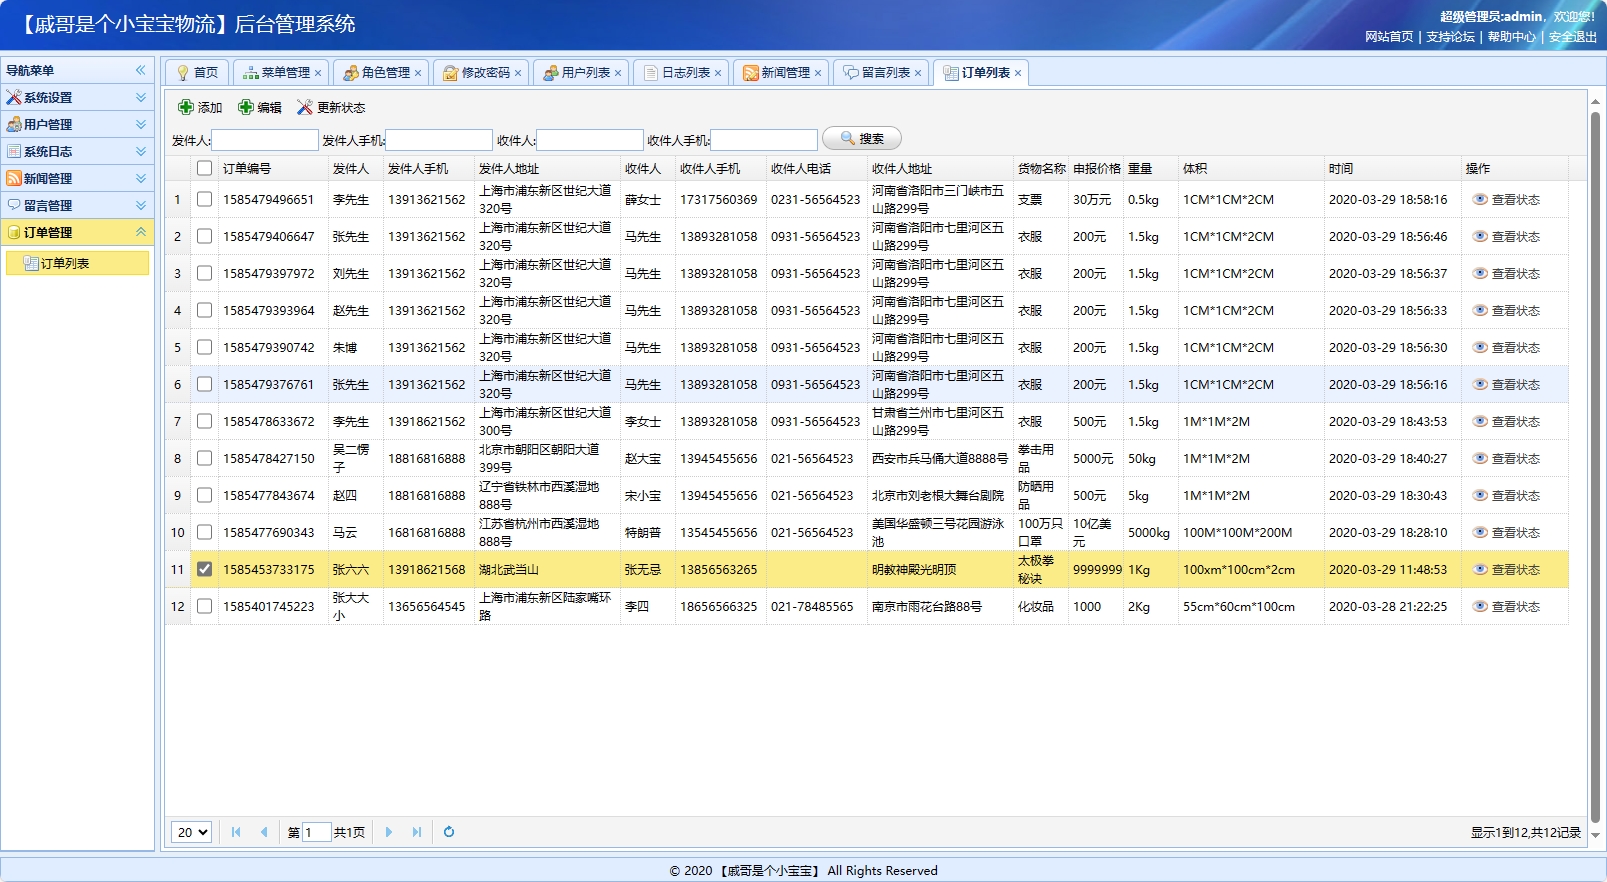 【戚哥是个小宝宝物流】后台管理系统
超级管理员:admin，欢迎您!
网站首页 | 支持论坛 | 帮助中心 | 安全退出
导航菜单
系统设置
用户管理
系统日志
新闻管理
留言管理
订单管理
订单列表
首页 菜单管理 × 角色管理 × 修改密码 × 用户列表 × 日志列表 × 新闻管理 × 留言列表 × 订单列表 ×
添加 编辑 更新状态
发件人: 发件人手机: 收件人: 收件人手机: 搜索
订单编号 发件人 发件人手机 发件人地址 收件人 收件人手机 收件人电话 收件人地址 货物名称 申报价格 重量 体积 时间 操作
1 1585479496651 李先生 13913621562 上海市浦东新区世纪大道320号 薛女士 17317560369 0231-56564523 河南省洛阳市三门峡市五山路299号 支票 30万元 0.5kg 1CM*1CM*2CM 2020-03-29 18:58:16 查看状态
2 1585479406647 张先生 13913621562 上海市浦东新区世纪大道320号 马先生 13893281058 0931-56564523 河南省洛阳市七里河区五山路299号 衣服 200元 1.5kg 1CM*1CM*2CM 2020-03-29 18:56:46 查看状态
3 1585479397972 刘先生 13913621562 上海市浦东新区世纪大道320号 马先生 13893281058 0931-56564523 河南省洛阳市七里河区五山路299号 衣服 200元 1.5kg 1CM*1CM*2CM 2020-03-29 18:56:37 查看状态
4 1585479393964 赵先生 13913621562 上海市浦东新区世纪大道320号 马先生 13893281058 0931-56564523 河南省洛阳市七里河区五山路299号 衣服 200元 1.5kg 1CM*1CM*2CM 2020-03-29 18:56:33 查看状态
5 1585479390742 朱博 13913621562 上海市浦东新区世纪大道320号 马先生 13893281058 0931-56564523 河南省洛阳市七里河区五山路299号 衣服 200元 1.5kg 1CM*1CM*2CM 2020-03-29 18:56:30 查看状态
6 1585479376761 张先生 13913621562 上海市浦东新区世纪大道320号 马先生 13893281058 0931-56564523 河南省洛阳市七里河区五山路299号 衣服 200元 1.5kg 1CM*1CM*2CM 2020-03-29 18:56:16 查看状态
7 1585478633672 李先生 13918621562 上海市浦东新区世纪大道300号 李女士 13893281058 0931-56564523 甘肃省兰州市七里河区五山路299号 衣服 500元 1.5kg 1M*1M*2M 2020-03-29 18:43:53 查看状态
8 1585478427150 吴二愣子 18816816888 北京市朝阳区朝阳大道399号 赵大宝 13945455656 021-56564523 西安市兵马俑大道8888号 拳击用品 5000元 50kg 1M*1M*2M 2020-03-29 18:40:27 查看状态
9 1585477843674 赵四 18816816888 辽宁省铁林市西溪湿地888号 宋小宝 13945455656 021-56564523 北京市刘老根大舞台剧院 防晒用品 500元 5kg 1M*1M*2M 2020-03-29 18:30:43 查看状态
10 1585477690343 马云 16816816888 江苏省杭州市西溪湿地888号 特朗普 13545455656 021-56564523 美国华盛顿三号花园游泳池 100万只口罩 10亿美元 5000kg 100M*100M*200M 2020-03-29 18:28:10 查看状态
11 1585453733175 张六六 13918621568 湖北武当山 张无忌 13856563265 明教神殿光明顶 太极拳秘诀 9999999 1Kg 100xm*100cm*2cm 2020-03-29 11:48:53 查看状态
12 1585401745223 张大大小 13656564545 上海市浦东新区陆家嘴环路 李四 18656566325 021-78485565 南京市雨花台路88号 化妆品 1000 2Kg 55cm*60cm*100cm 2020-03-28 21:22:25 查看状态
20 第 1 共1页 显示1到12,共12记录
© 2020 【戚哥是个小宝宝】 All Rights Reserved